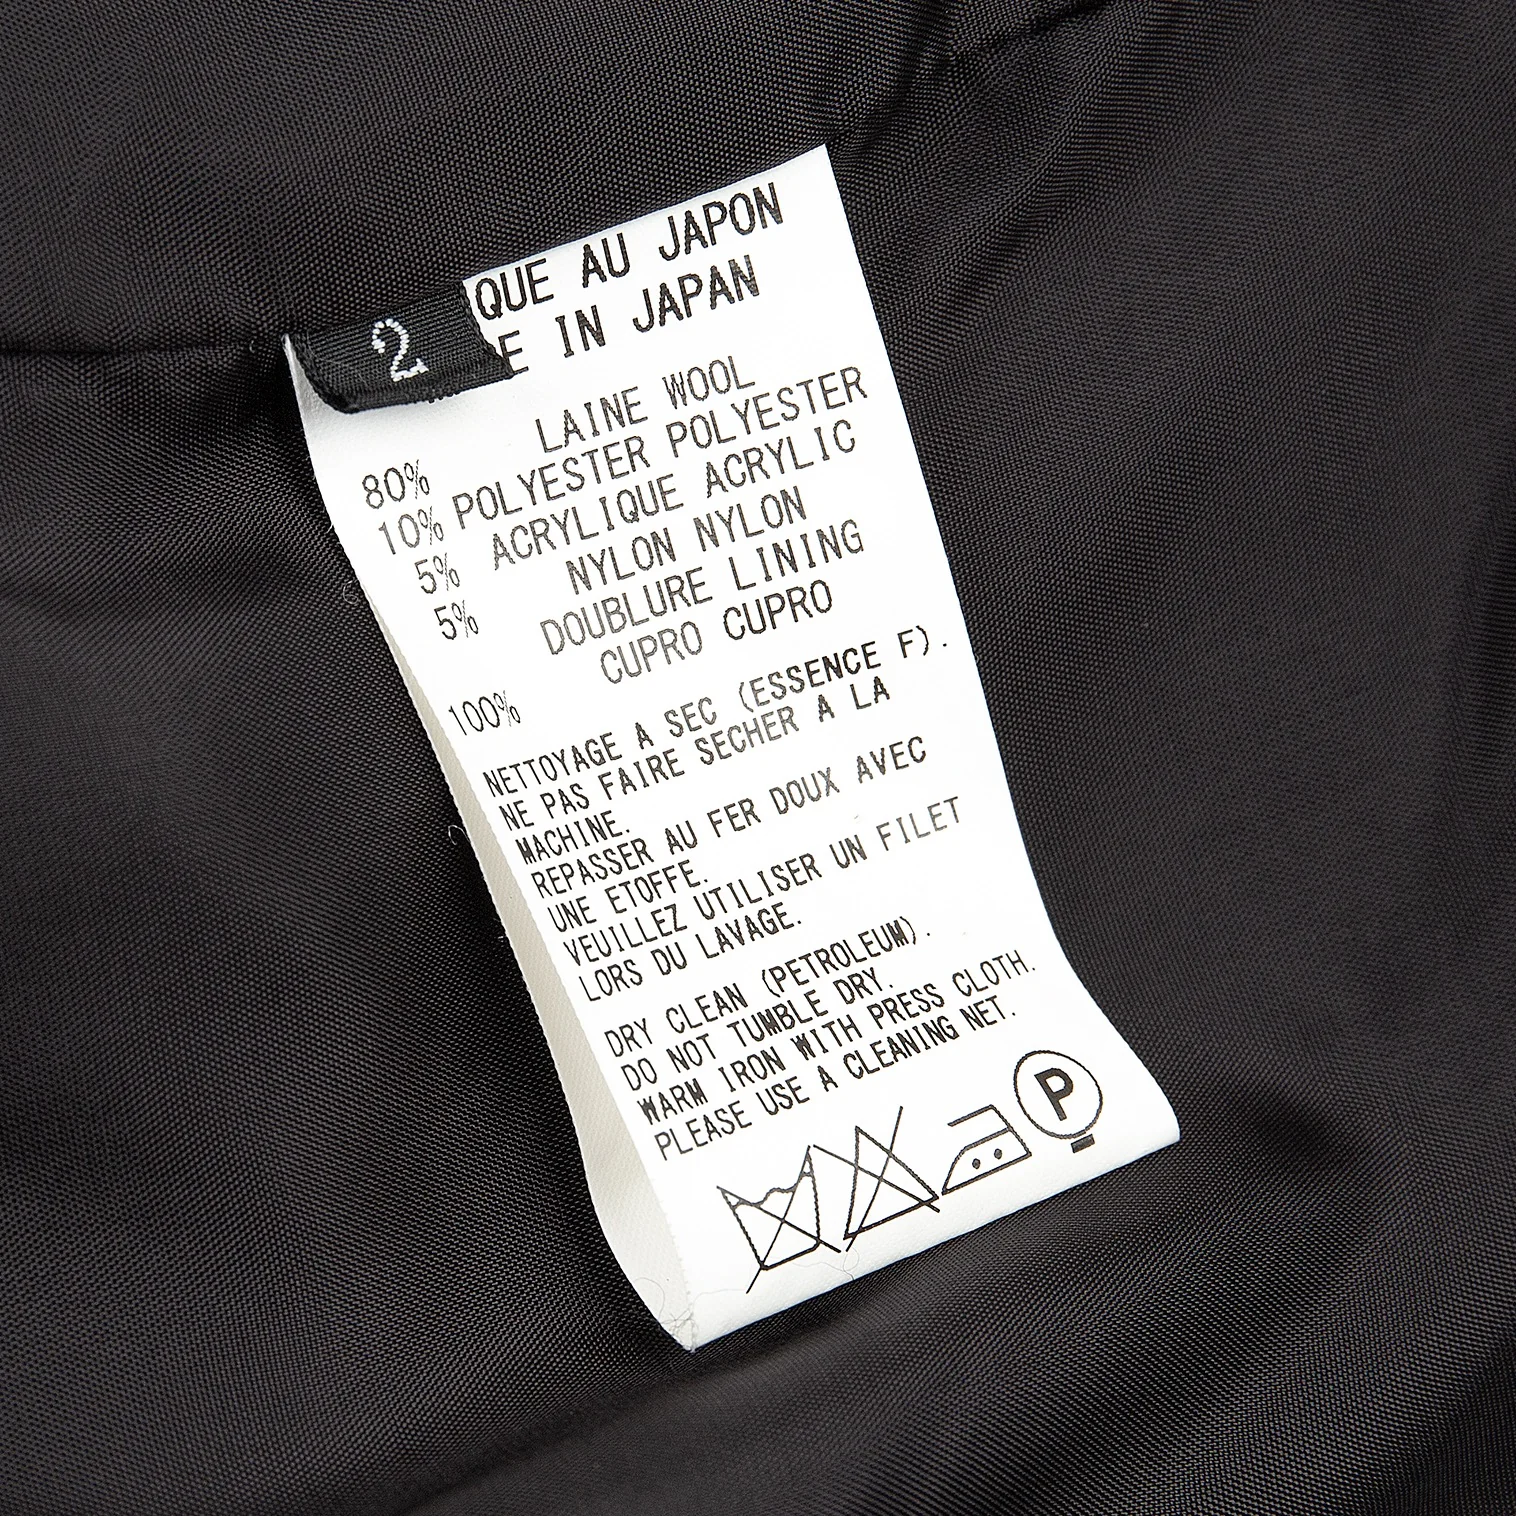 2
QUE AU JAPON
E IN JAPAN
80% LAINE WOOL
10% POLYESTER POLYESTER
5% ACRYLIQUE ACRYLIC
5% NYLON NYLON
DOUBLURE LINING
100% CUPRO CUPRO
NETTOYAGE A SEC (ESSENCE F).
NE PAS FAIRE SECHER A LA
MACHINE.
REPASSER AU FER DOUX AVEC
UNE ETOFFE.
VEUILLEZ UTILISER UN FILET
LORS DU LAVAGE.
DRY CLEAN (PETROLEUM).
DO NOT TUMBLE DRY.
WARM IRON WITH PRESS CLOTH.
PLEASE USE A CLEANING NET.
P